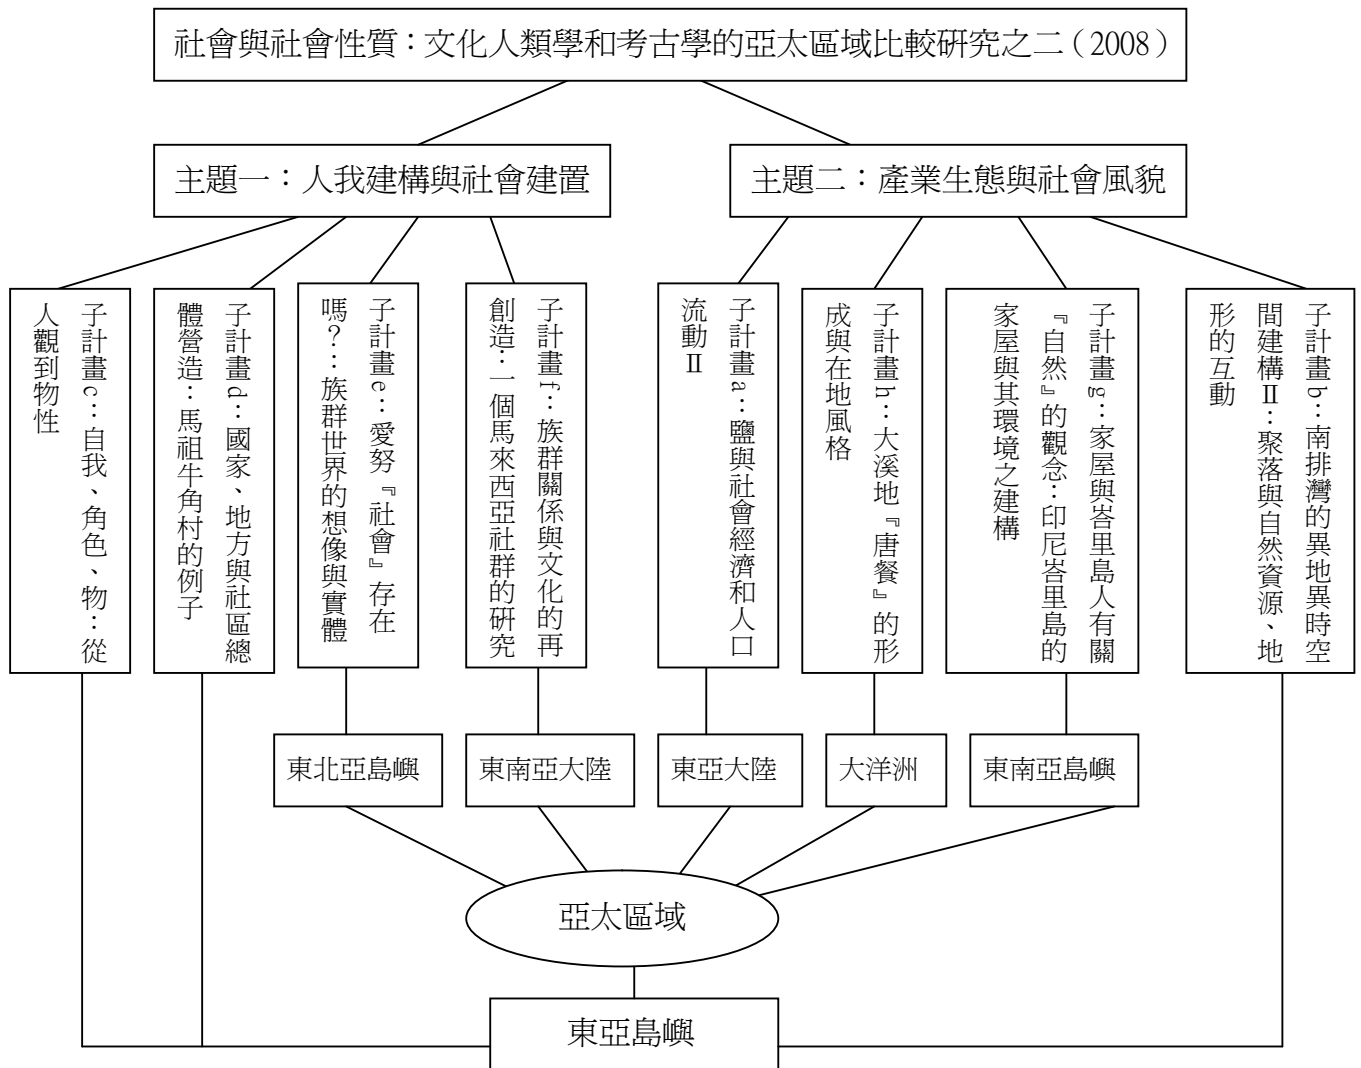 社會與社會性質：文化人類學和考古學的亞太區域比較研究之二（2008）
主題一：人我建構與社會建置
主題二：產業生態與社會風貌
子計畫c：自我、角色、物：從
人觀到物性
子計畫d：國家、地方與社區總
體營造：馬祖牛角村的例子
子計畫e：愛努『社會』存在
嗎？：族群世界的想像與實體
子計畫f：族群關係與文化的再
創造：一個馬來西亞社群的研究
子計畫a：鹽與社會經濟和人口
流動Ⅱ
子計畫h：大溪地『唐餐』的形
成與在地風格
子計畫g：家屋與峇里島人有關
『自然』的觀念：印尼峇里島的
家屋與其環境之建構
子計畫b：南排灣的異地異時空
間建構Ⅱ：聚落與自然資源、地
形的互動
東北亞島嶼
東南亞大陸
東亞大陸
大洋洲
東南亞島嶼
亞太區域
東亞島嶼